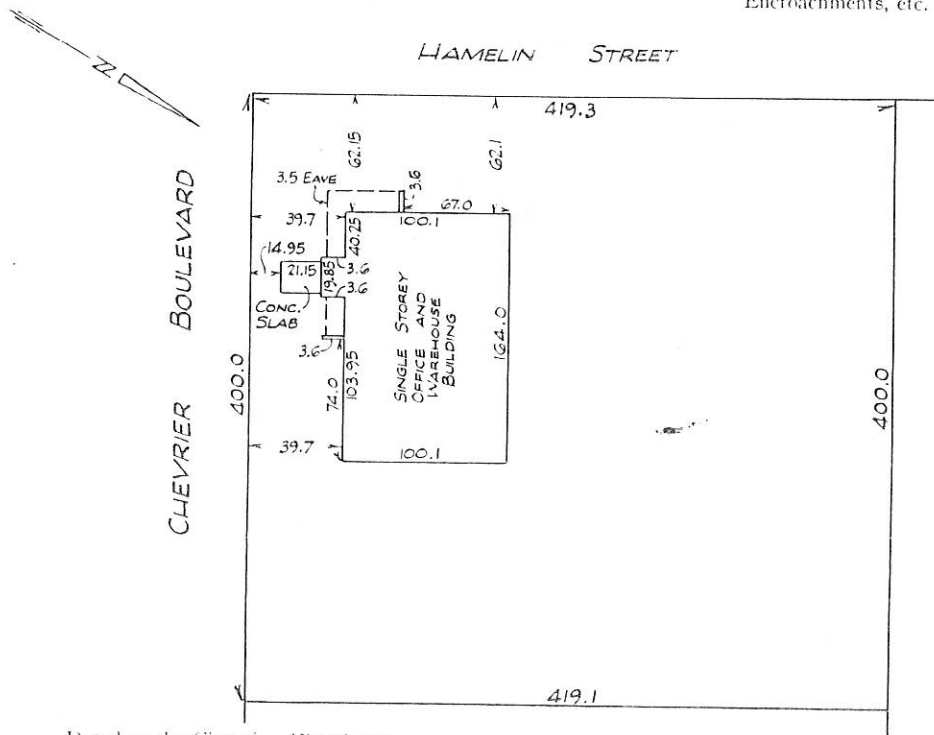 Encroachments, etc.
HAMELIN STREET
N
419.3
62.15
62.1
3.5 EAVE
3.6
67.0
39.7
100.1
40.25
14.95
21.15
19.85
3.6
3.6
CONC.
SLAB
3.6
SINGLE STOREY
OFFICE AND
WAREHOUSE
BUILDING
164.0
74.0
103.95
CHEVRIER BOULEVARD
400.0
400.0
39.7
100.1
419.1